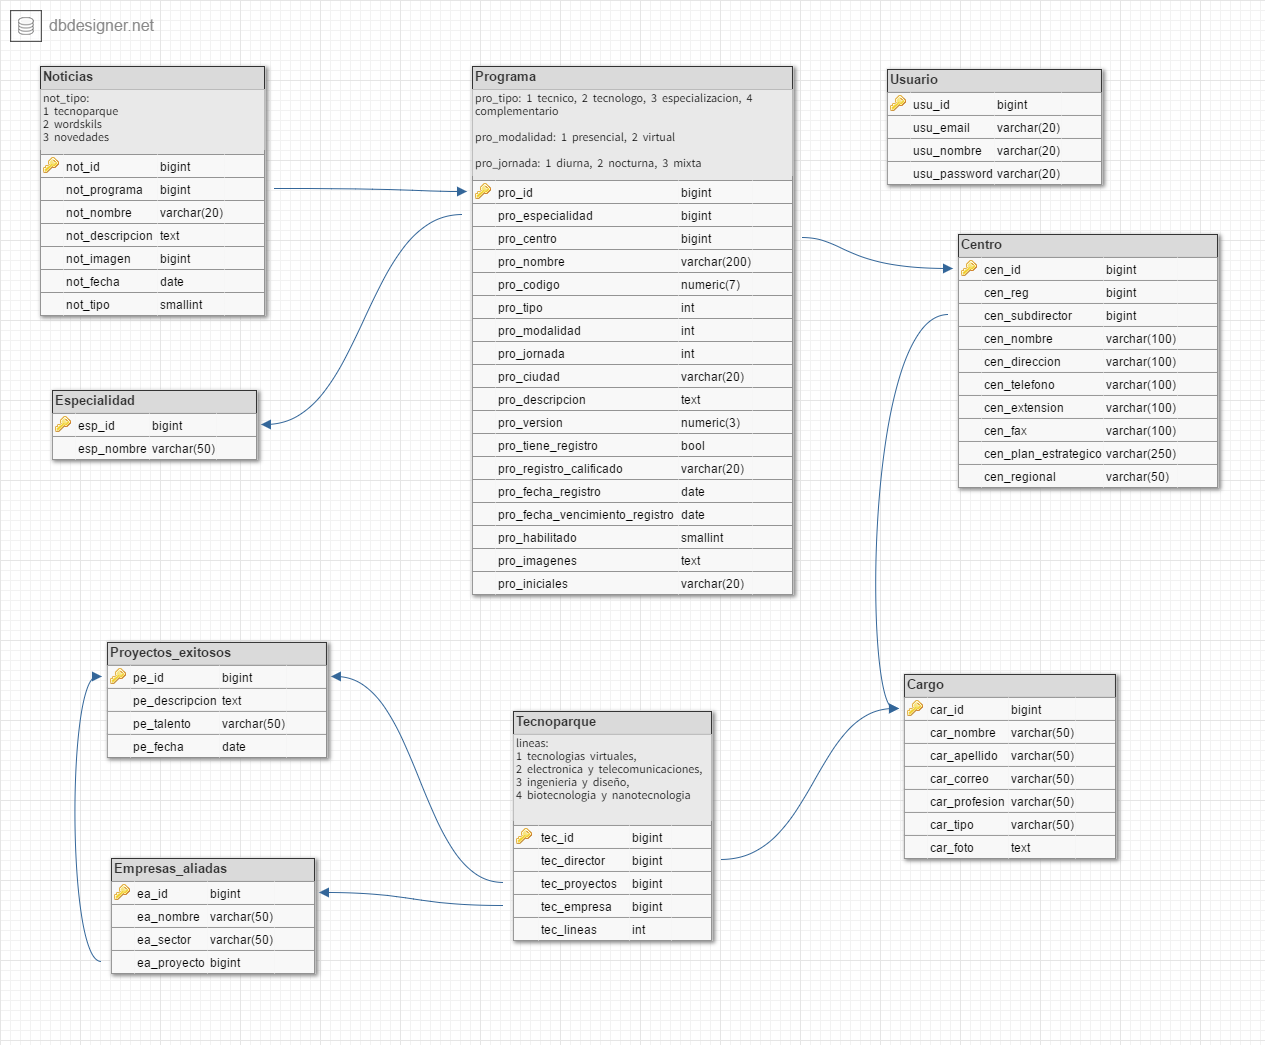 dbdesigner.net
Noticias
not_tipo:
1 tecnoparque
2 wordskils
3 novedades
not_id bigint
not_programa bigint
not_nombre varchar(20)
not_descripcion text
not_imagen bigint
not_fecha date
not_tipo smallint
Programa
pro_tipo: 1 tecnico, 2 tecnologo, 3 especializacion, 4
complementario
pro_modalidad: 1 presencial, 2 virtual
pro_jornada: 1 diurna, 2 nocturna, 3 mixta
pro_id bigint
pro_especialidad bigint
pro_centro bigint
pro_nombre varchar(200)
pro_codigo numeric(7)
pro_tipo int
pro_modalidad int
pro_jornada int
pro_ciudad varchar(20)
pro_descripcion text
pro_version numeric(3)
pro_tiene_registro bool
pro_registro_calificado varchar(20)
pro_fecha_registro date
pro_fecha_vencimiento_registro date
pro_habilitado smallint
pro_imagenes text
pro_iniciales varchar(20)
Usuario
usu_id bigint
usu_email varchar(20)
usu_nombre varchar(20)
usu_password varchar(20)
Centro
cen_id bigint
cen_reg bigint
cen_subdirector bigint
cen_nombre varchar(100)
cen_direccion varchar(100)
cen_telefono varchar(100)
cen_extension varchar(100)
cen_fax varchar(100)
cen_plan_estrategico varchar(250)
cen_regional varchar(50)
Especialidad
esp_id bigint
esp_nombre varchar(50)
Proyectos_exitosos
pe_id bigint
pe_descripcion text
pe_talento varchar(50)
pe_fecha date
Tecnoparque
lineas:
1 tecnologias virtuales,
2 electronica y telecomunicaciones,
3 ingenieria y diseño,
4 biotecnologia y nanotecnologia
tec_id bigint
tec_director bigint
tec_proyectos bigint
tec_empresa bigint
tec_lineas int
Cargo
car_id bigint
car_nombre varchar(50)
car_apellido varchar(50)
car_correo varchar(50)
car_profesion varchar(50)
car_tipo varchar(50)
car_foto text
Empresas_aliadas
ea_id bigint
ea_nombre varchar(50)
ea_sector varchar(50)
ea_proyecto bigint